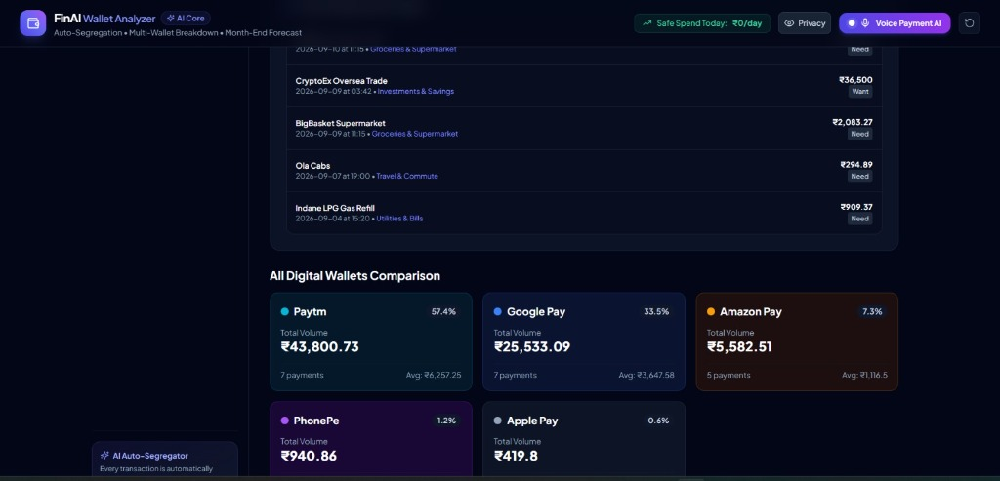 FinAI Wallet Analyzer AI Core
Auto-Segregation • Multi-Wallet Breakdown • Month-End Forecast
Safe Spend Today: ₹0/day
Privacy
Voice Payment AI
2026-09-10 at 11:15 • Groceries & Supermarket
Need
CryptoEx Oversea Trade
₹36,500
2026-09-09 at 03:42 • Investments & Savings
Want
BigBasket Supermarket
₹2,083.27
2026-09-09 at 11:15 • Groceries & Supermarket
Need
Ola Cabs
₹294.89
2026-09-07 at 19:00 • Travel & Commute
Need
Indane LPG Gas Refill
₹909.37
2026-09-04 at 15:20 • Utilities & Bills
Need
All Digital Wallets Comparison
Paytm 57.4%
Total Volume
₹43,800.73
7 payments Avg: ₹6,257.25
Google Pay 33.5%
Total Volume
₹25,533.09
7 payments Avg: ₹3,647.58
Amazon Pay 7.3%
Total Volume
₹5,582.51
5 payments Avg: ₹1,116.5
PhonePe 1.2%
Total Volume
₹940.86
Apple Pay 0.6%
Total Volume
₹419.8
AI Auto-Segregator
Every transaction is automatically